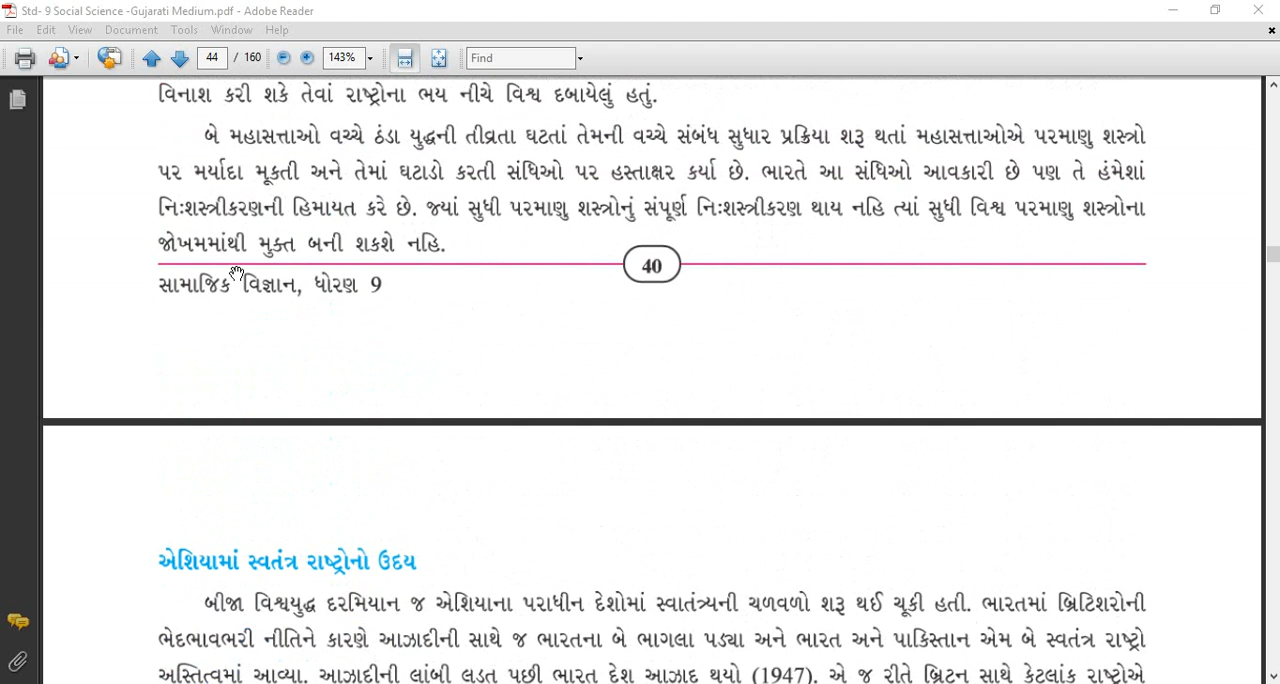 Std- 9 Social Science -Gujarati Medium.pdf - Adobe Reader
File Edit View Document Tools Window Help
44 / 160 143% Find
વિનાશ કરી શકે તેવાં રાષ્ટ્રોના ભય નીચે વિશ્વ દબાયેલું હતું.
બે મહાસત્તાઓ વચ્ચે ઠંડા યુદ્ધની તીવ્રતા ઘટતાં તેમની વચ્ચે સંબંધ સુધાર પ્રક્રિયા શરૂ થતાં મહાસત્તાઓએ પરમાણુ શસ્ત્રો
પર મર્યાદા મૂકતી અને તેમાં ઘટાડો કરતી સંધિઓ પર હસ્તાક્ષર કર્યા છે. ભારતે આ સંધિઓ આવકારી છે પણ તે હંમેશાં
નિઃશસ્ત્રીકરણની હિમાયત કરે છે. જ્યાં સુધી પરમાણુ શસ્ત્રોનું સંપૂર્ણ નિઃશસ્ત્રીકરણ થાય નહિ ત્યાં સુધી વિશ્વ પરમાણુ શસ્ત્રોના
જોખમમાંથી મુક્ત બની શકશે નહિ.
40
સામાજિક વિજ્ઞાન, ધોરણ 9
એશિયામાં સ્વતંત્ર રાષ્ટ્રોનો ઉદય
બીજા વિશ્વયુદ્ધ દરમિયાન જ એશિયાના પરાધીન દેશોમાં સ્વાતંત્ર્યની ચળવળો શરૂ થઈ ચૂકી હતી. ભારતમાં બ્રિટિશરોની
ભેદભાવભરી નીતિને કારણે આઝાદીની સાથે જ ભારતના બે ભાગલા પડ્યા અને ભારત અને પાકિસ્તાન એમ બે સ્વતંત્ર રાષ્ટ્રો
અસ્તિત્વમાં આવ્યા. આઝાદીની લાંબી લડત પછી ભારત દેશ આઝાદ થયો (1947). એ જ રીતે બ્રિટન સાથે કેટલાંક રાષ્ટ્રોએ